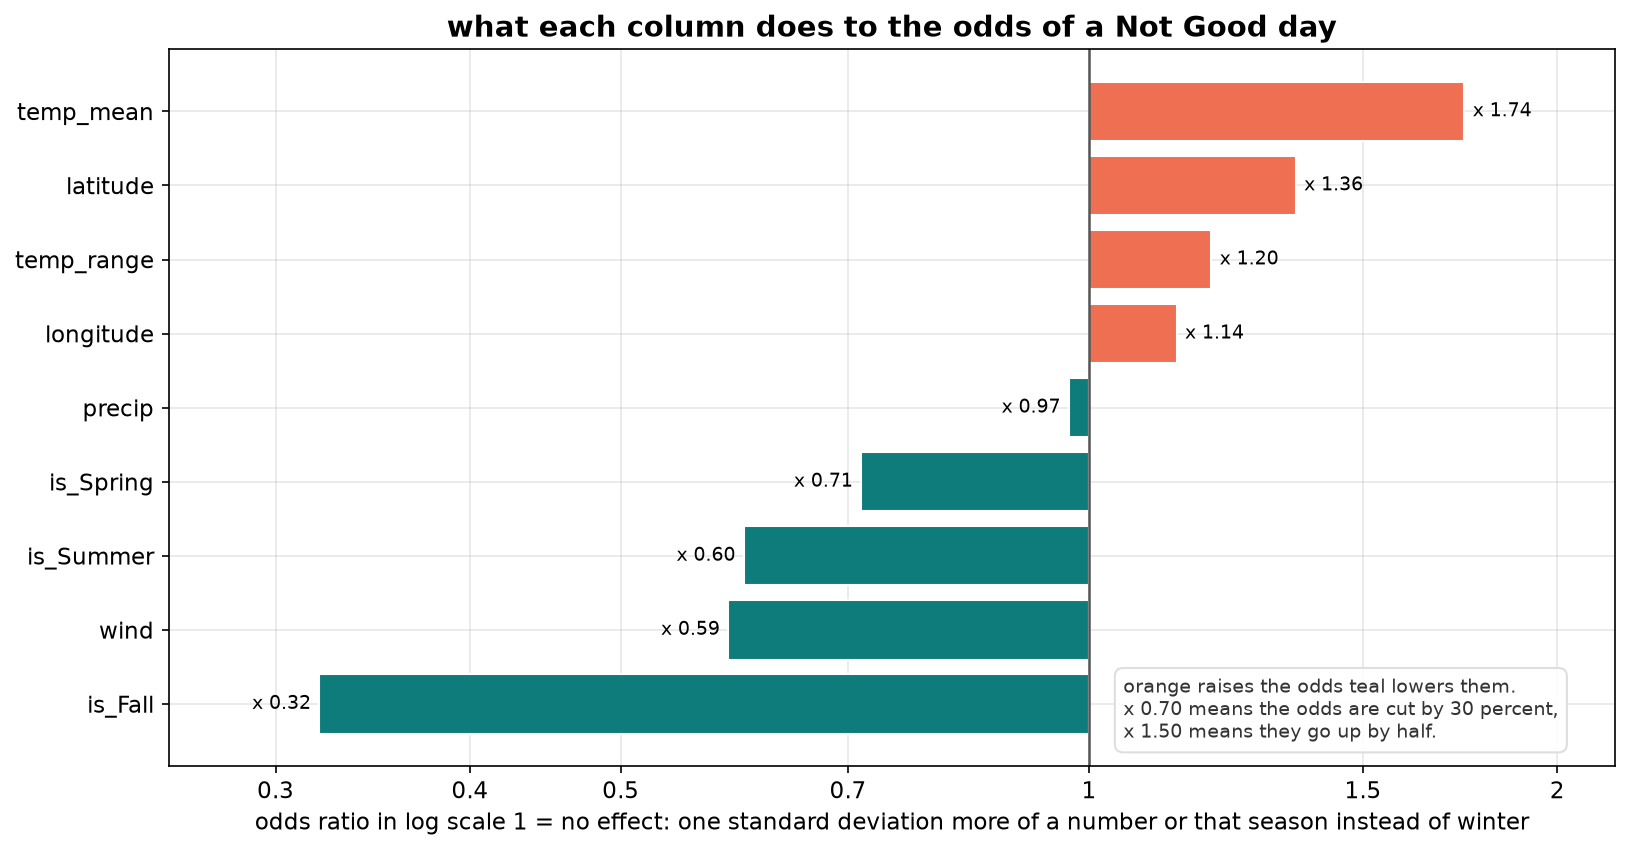 what each column does to the odds of a Not Good day
temp_mean
x 1.74
latitude
x 1.36
temp_range
x 1.20
longitude
x 1.14
precip
x 0.97
is_Spring
x 0.71
is_Summer
x 0.60
wind
x 0.59
is_Fall
x 0.32
orange raises the odds teal lowers them.
x 0.70 means the odds are cut by 30 percent,
x 1.50 means they go up by half.
0.3 0.4 0.5 0.7 1 1.5 2
odds ratio in log scale 1 = no effect: one standard deviation more of a number or that season instead of winter